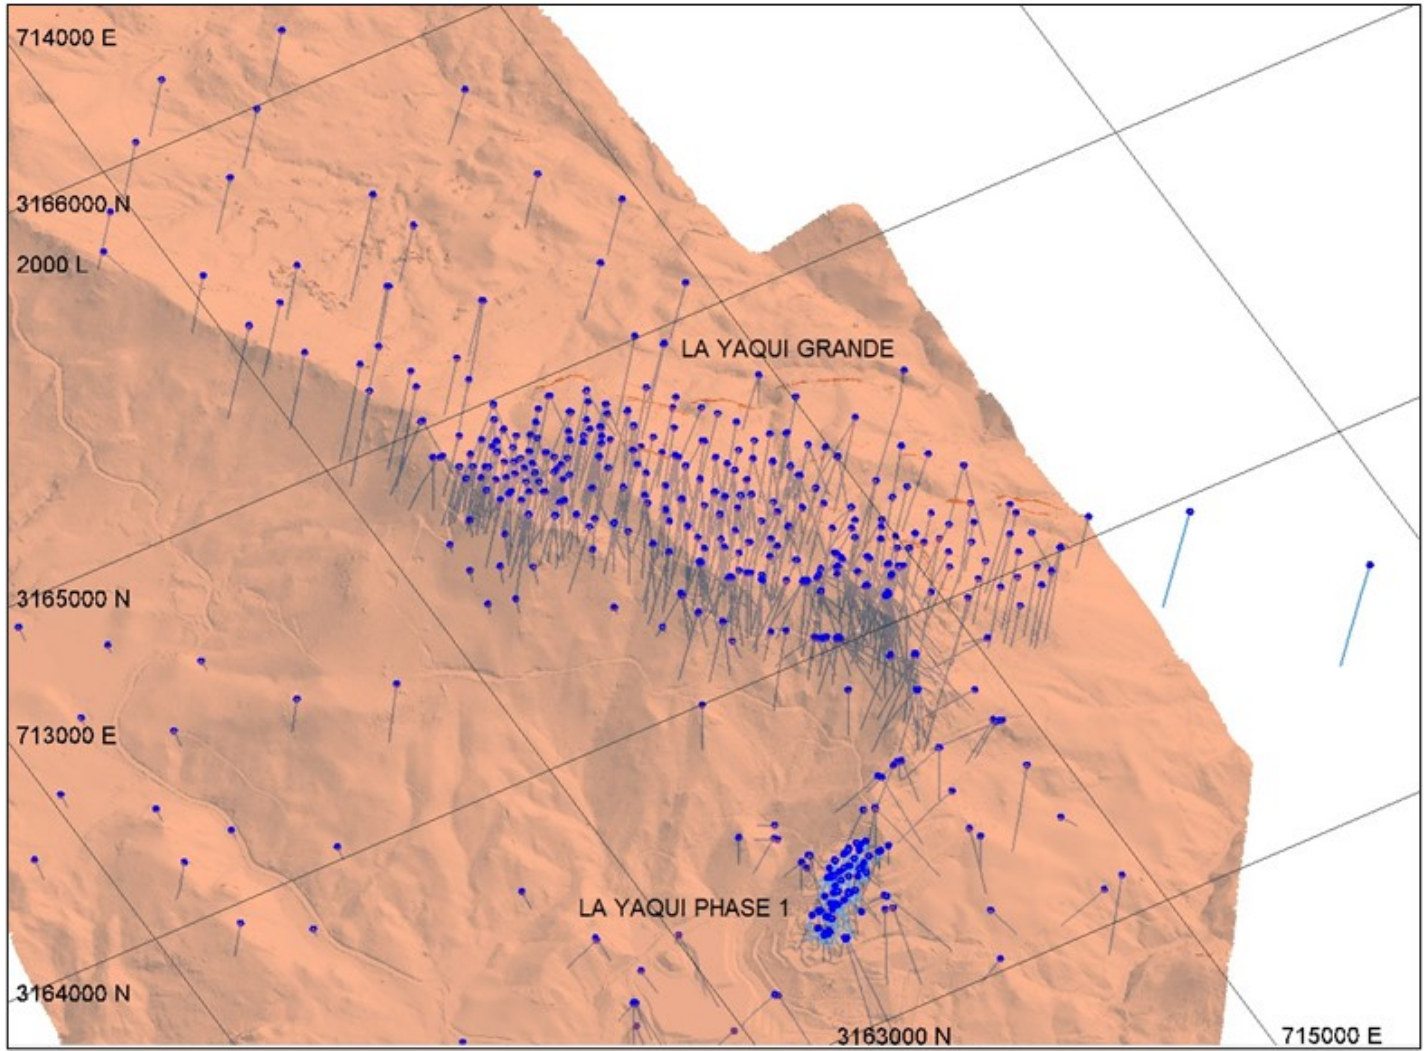 714000 E
3166000 N
2000 L
LA YAQUI GRANDE
3165000 N
713000 E
LA YAQUI PHASE 1
3164000 N
3163000 N
715000 E